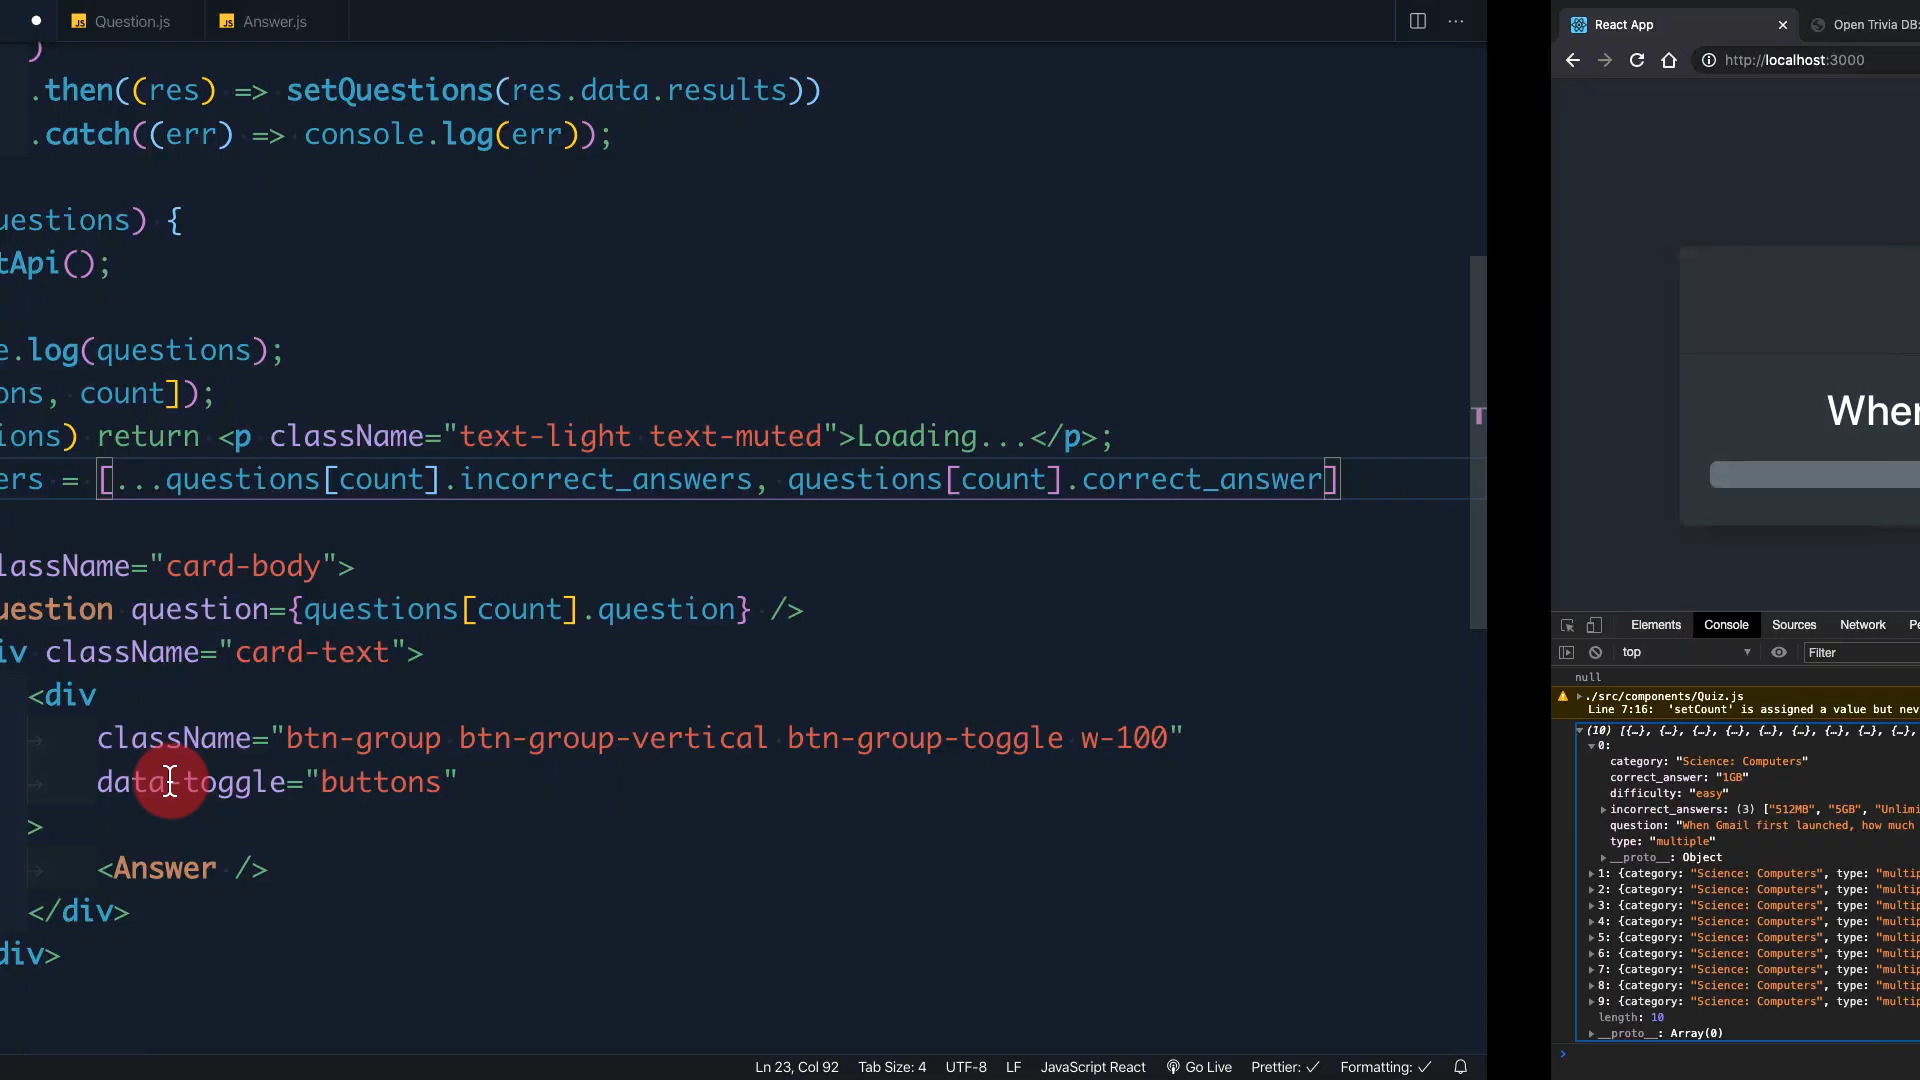 Question.js
Answer.js
)
.then((res) => setQuestions(res.data.results))
.catch((err) => console.log(err));
uestions) {
tApi();
e.log(questions);
ons, count]);
ions) return <p className="text-light text-muted">Loading...</p>;
ers = [...questions[count].incorrect_answers, questions[count].correct_answer]
lassName="card-body">
uestion question={questions[count].question} />
iv className="card-text">
<div
className="btn-group btn-group-vertical btn-group-toggle w-100"
data-toggle="buttons"
>
<Answer />
</div>
div>
Ln 23, Col 92 Tab Size: 4 UTF-8 LF JavaScript React Go Live Prettier: ✓ Formatting: ✓
React App
Open Trivia DB:
http://localhost:3000
Wher
Elements Console Sources Network Pe
top
Filter
null
./src/components/Quiz.js
Line 7:16: 'setCount' is assigned a value but nev
(10) [{…}, {…}, {…}, {…}, {…}, {…}, {…}, {…}, {…},
0:
category: "Science: Computers"
correct_answer: "1GB"
difficulty: "easy"
incorrect_answers: (3) ["512MB", "5GB", "Unlimi
question: "When Gmail first launched, how much
type: "multiple"
__proto__: Object
1: {category: "Science: Computers", type: "multip
2: {category: "Science: Computers", type: "multip
3: {category: "Science: Computers", type: "multip
4: {category: "Science: Computers", type: "multip
5: {category: "Science: Computers", type: "multip
6: {category: "Science: Computers", type: "multip
7: {category: "Science: Computers", type: "multip
8: {category: "Science: Computers", type: "multip
9: {category: "Science: Computers", type: "multip
length: 10
__proto__: Array(0)